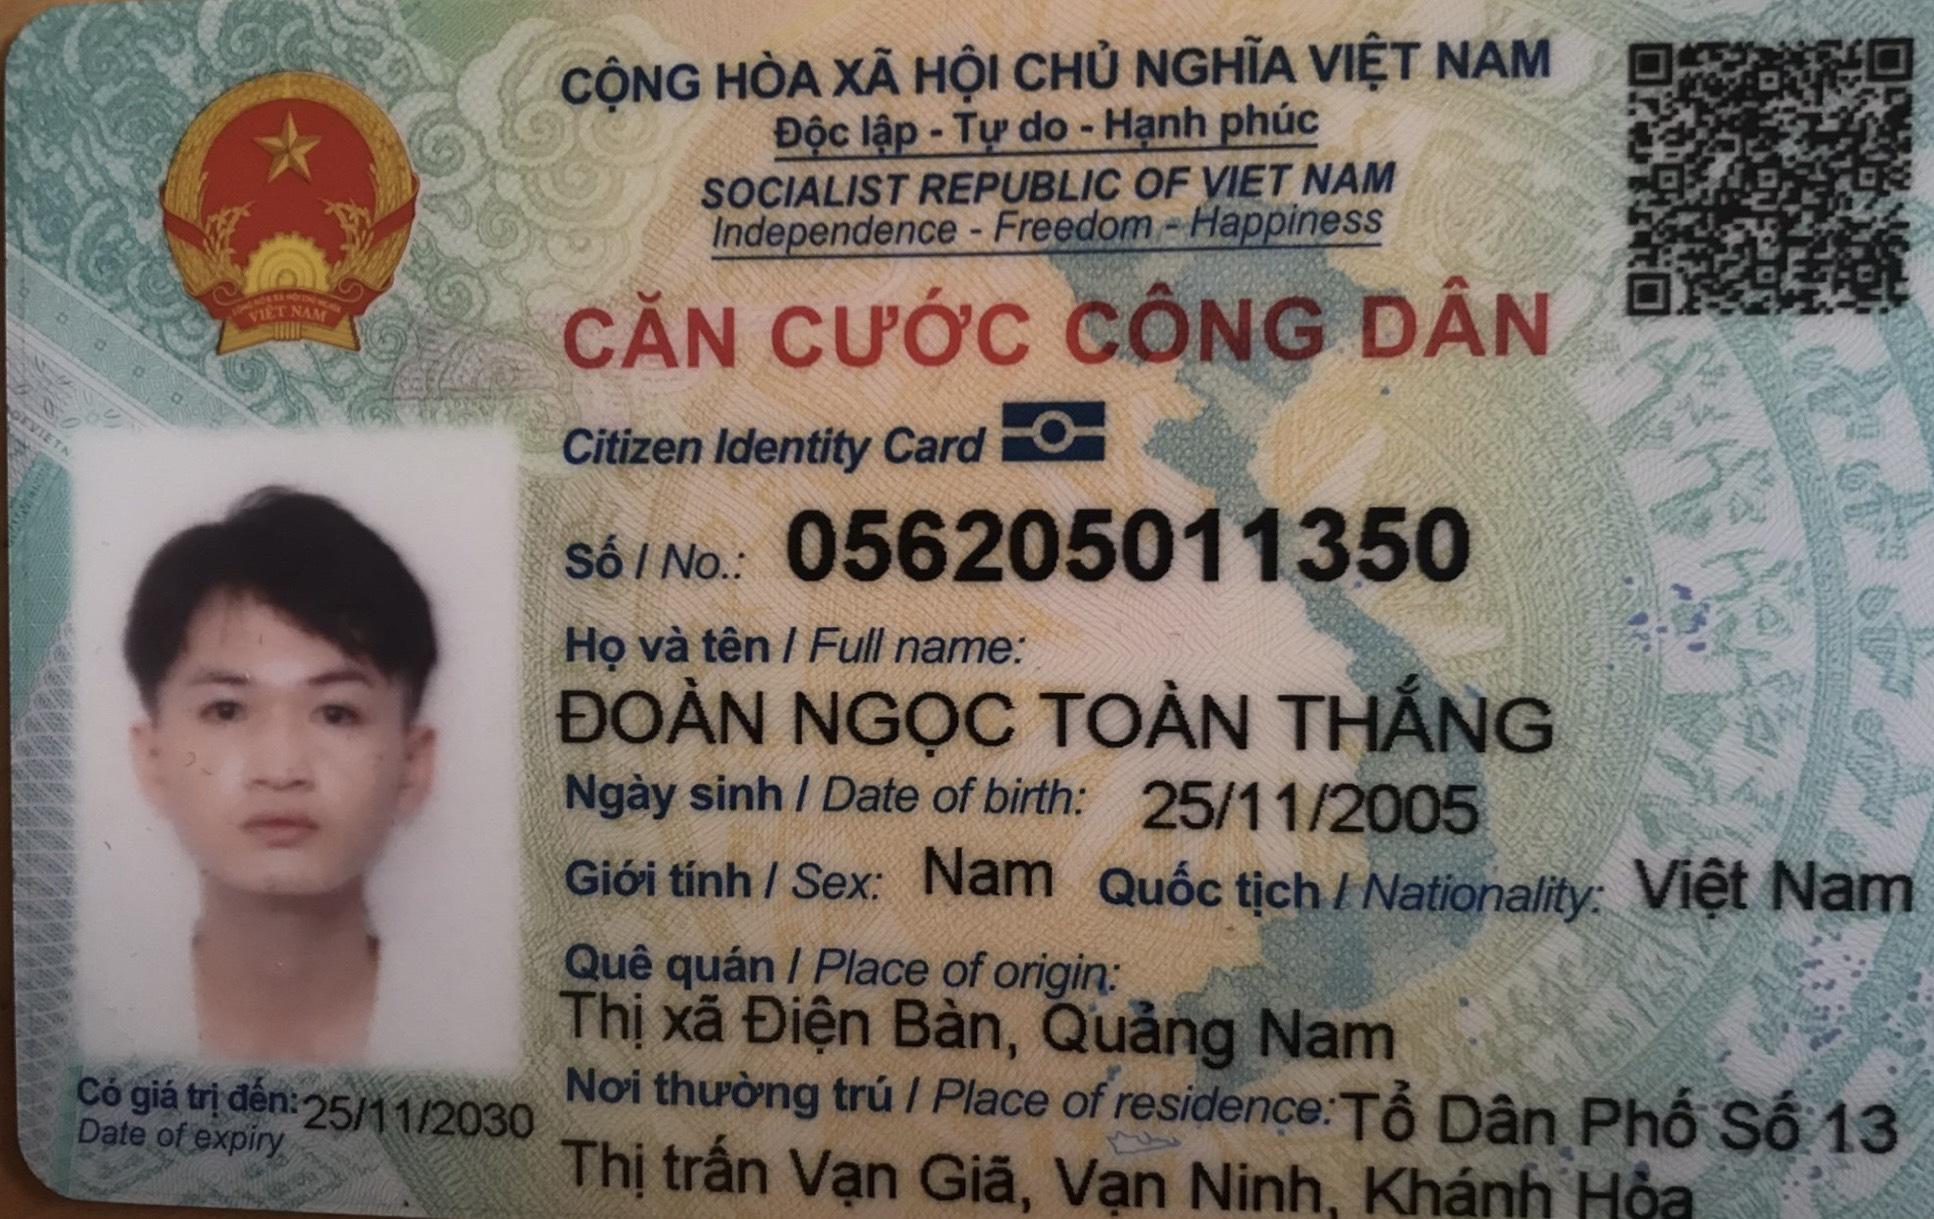 CỘNG HÒA XÃ HỘI CHỦ NGHĨA VIỆT NAM
Độc lập - Tự do - Hạnh phúc
SOCIALIST REPUBLIC OF VIET NAM
Independence - Freedom - Happiness
CĂN CƯỚC CÔNG DÂN
Citizen Identity Card
Số / No.: 056205011350
Họ và tên / Full name:
ĐOÀN NGỌC TOÀN THẮNG
Ngày sinh / Date of birth: 25/11/2005
Giới tính / Sex: Nam Quốc tịch / Nationality: Việt Nam
Quê quán / Place of origin:
Thị xã Điện Bàn, Quảng Nam
Nơi thường trú / Place of residence: Tổ Dân Phố Số 13
Thị trấn Vạn Giã, Vạn Ninh, Khánh Hòa
Có giá trị đến: 25/11/2030
Date of expiry
VIỆT NAM